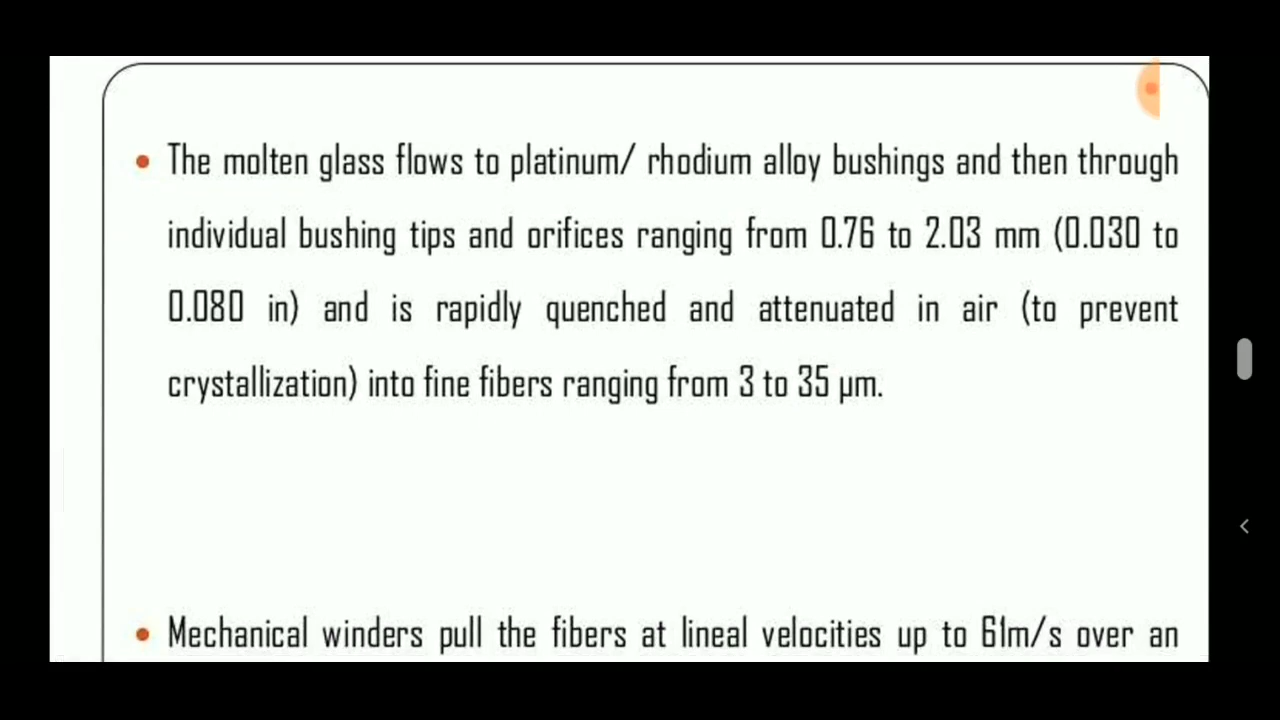 The molten glass flows to platinum/ rhodium alloy bushings and then through
individual bushing tips and orifices ranging from 0.76 to 2.03 mm (0.030 to
0.080 in) and is rapidly quenched and attenuated in air (to prevent
crystallization) into fine fibers ranging from 3 to 35 µm.
Mechanical winders pull the fibers at lineal velocities up to 61m/s over an